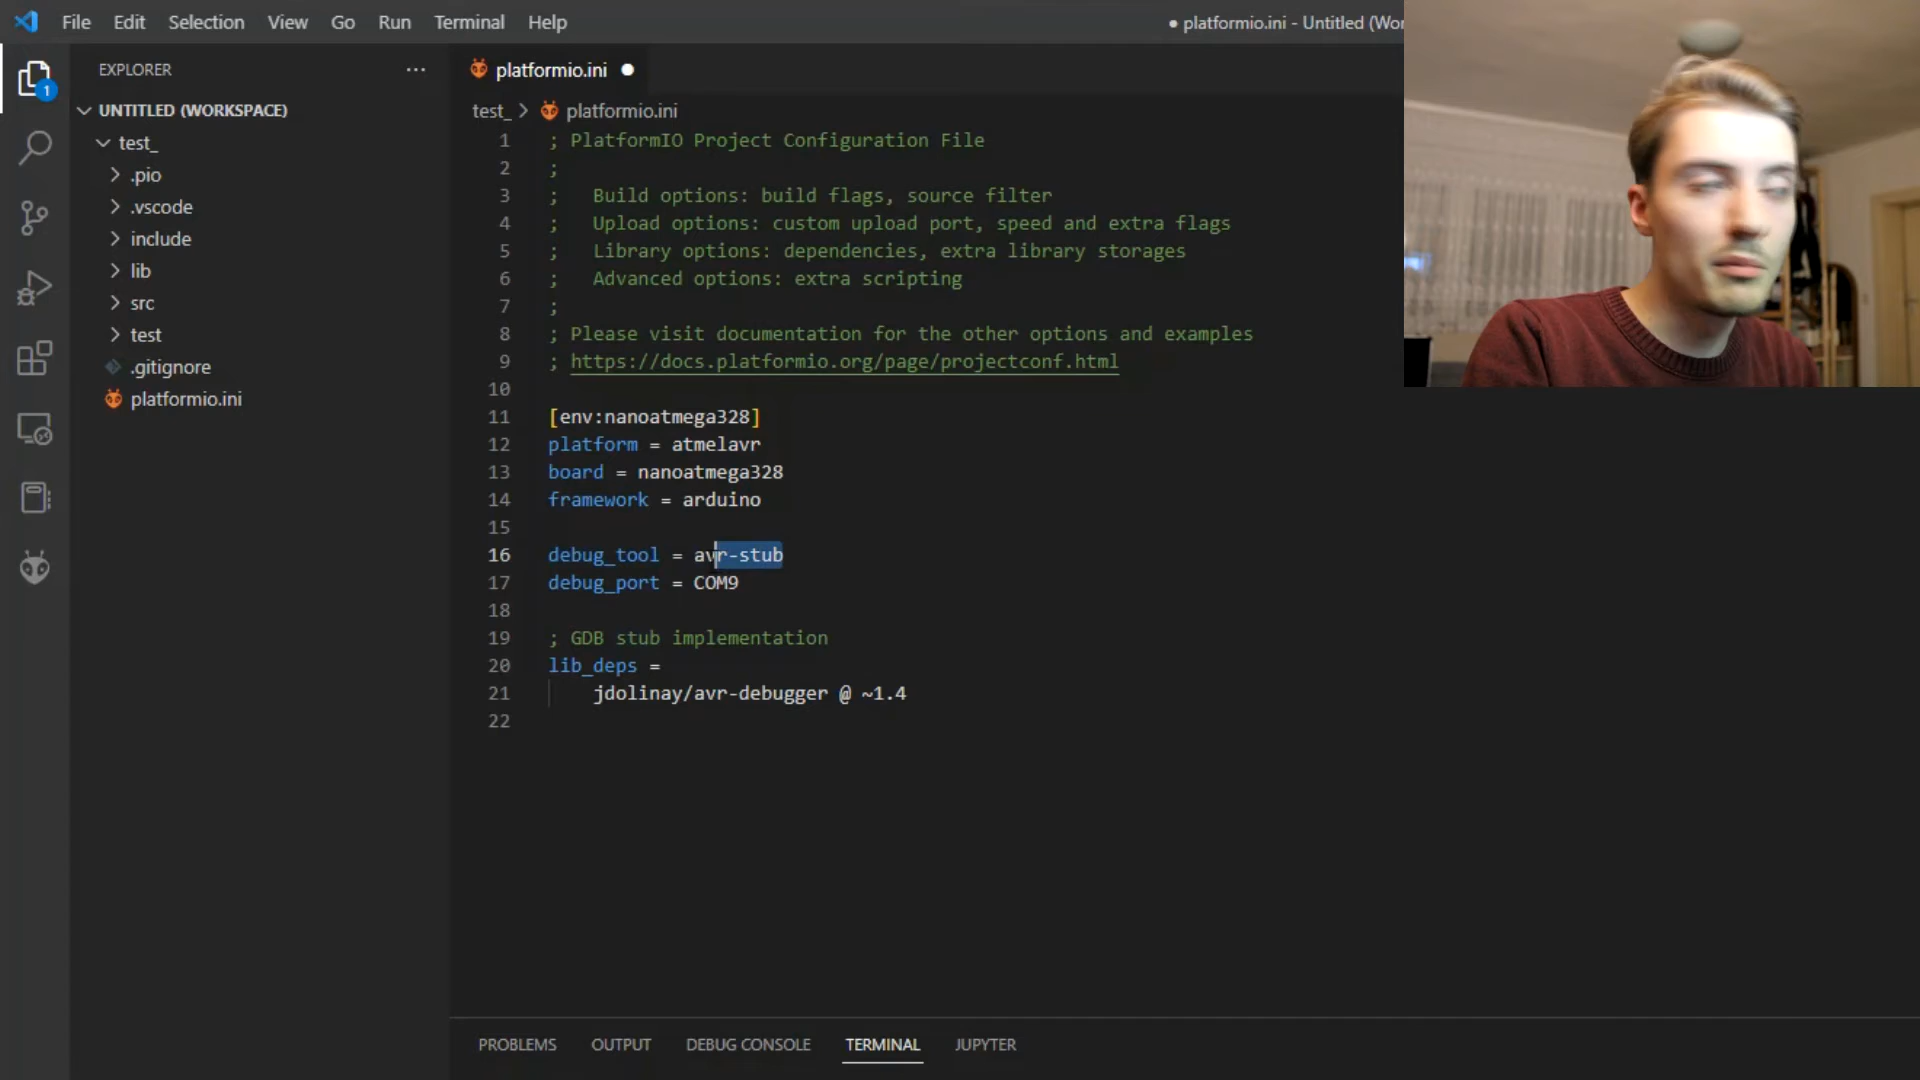 File Edit Selection View Go Run Terminal Help
● platformio.ini - Untitled (Wor
EXPLORER ···
1
UNTITLED (WORKSPACE)
test_
.pio
.vscode
include
lib
src
test
.gitignore
platformio.ini
platformio.ini ●
test_ > platformio.ini
1 ; PlatformIO Project Configuration File
2 ;
3 ;   Build options: build flags, source filter
4 ;   Upload options: custom upload port, speed and extra flags
5 ;   Library options: dependencies, extra library storages
6 ;   Advanced options: extra scripting
7 ;
8 ; Please visit documentation for the other options and examples
9 ; https://docs.platformio.org/page/projectconf.html
10
11 [env:nanoatmega328]
12 platform = atmelavr
13 board = nanoatmega328
14 framework = arduino
15
16 debug_tool = avr-stub
17 debug_port = COM9
18
19 ; GDB stub implementation
20 lib_deps =
21     jdolinay/avr-debugger @ ~1.4
22
PROBLEMS OUTPUT DEBUG CONSOLE TERMINAL JUPYTER